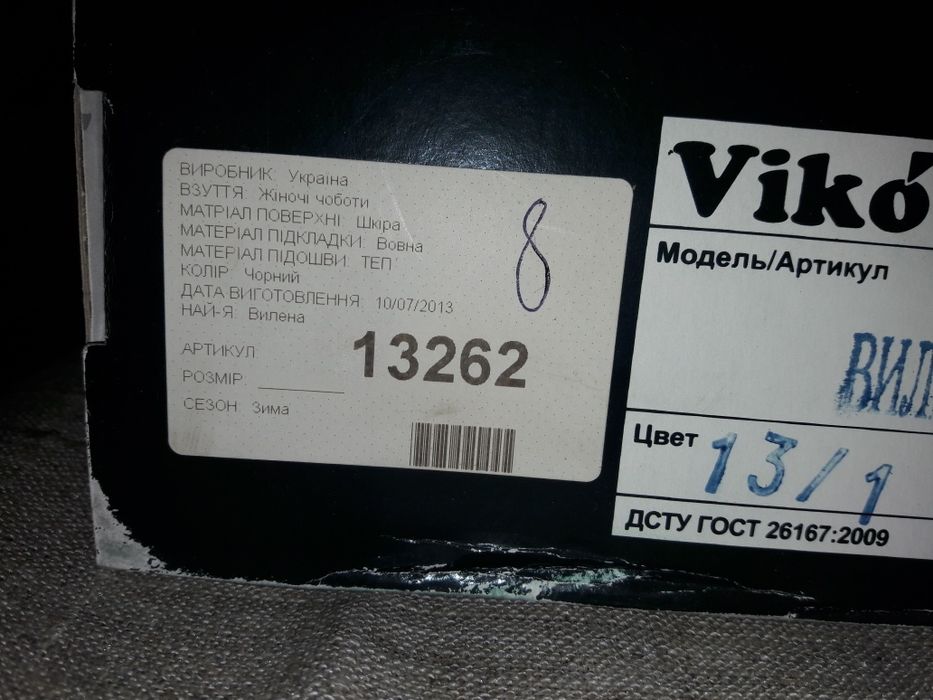 ВИРОБНИК: Україна
ВЗУТТЯ: Жіночі чоботи
МАТРІАЛ ПОВЕРХНІ: Шкіра
МАТЕРІАЛ ПІДКЛАДКИ: Вовна
МАТЕРІАЛ ПІДОШВИ: ТЕП
КОЛІР: Чорний
ДАТА ВИГОТОВЛЕННЯ: 10/07/2013
НАЙ-Я: Вилена
АРТИКУЛ: 13262
РОЗМІР:
СЕЗОН: Зима
8
Vikó
Модель/Артикул
ВИЛ
Цвет 13/1
ДСТУ ГОСТ 26167:2009